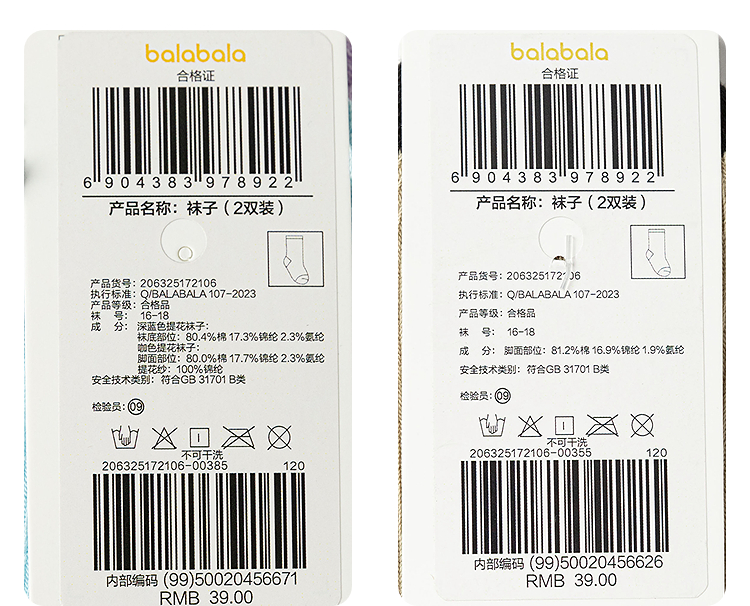 balabala
合格证
6 904383 978922
产品名称：袜子（2双装）
产品货号：206325172106
执行标准：Q/BALABALA 107-2023
产品等级：合格品
袜 号：16-18
成 分：深蓝色提花袜子：
袜底部位：80.4%棉 17.3%锦纶 2.3%氨纶
咖色提花袜子：
脚面部位：80.0%棉 17.7%锦纶 2.3%氨纶
提花纱：100%锦纶
安全技术类别：符合GB 31701 B类
检验员：09
不可干洗
206325172106-00385 120
内部编码 (99)50020456671
RMB 39.00
balabala
合格证
6 904383 978922
产品名称：袜子（2双装）
产品货号：206325172106
执行标准：Q/BALABALA 107-2023
产品等级：合格品
袜 号：16-18
成 分：脚面部位：81.2%棉 16.9%锦纶 1.9%氨纶
安全技术类别：符合GB 31701 B类
检验员：09
不可干洗
206325172106-00355 120
内部编码 (99)50020456626
RMB 39.00